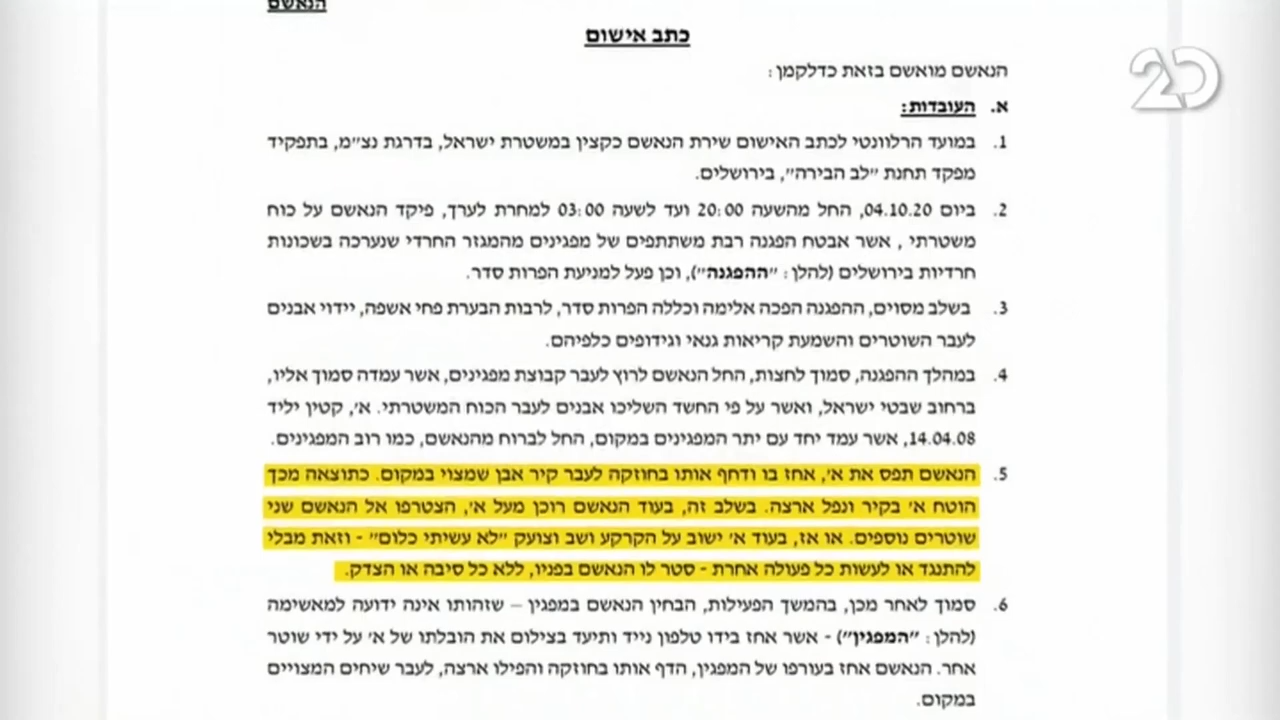 הנאשם
כתב אישום
הנאשם מואשם בזאת כדלקמן:
א. העובדות:
1. במועד הרלוונטי לכתב האישום שירת הנאשם כקצין במשטרת ישראל, בדרגת נצ"מ, בתפקיד
מפקד תחנת "לב הבירה", בירושלים.
2. ביום 04.10.20, החל מהשעה 20:00 ועד לשעה 03:00 למחרת לערך, פיקד הנאשם על כוח
משטרתי , אשר אבטח הפגנה רבת משתתפים של מפגינים מהמגזר החרדי שנערכה בשכונות
חרדיות בירושלים (להלן: "ההפגנה"), וכן פעל למניעת הפרות סדר.
3. בשלב מסוים, ההפגנה הפכה אלימה וכללה הפרות סדר, לרבות הבערת פחי אשפה, יידוי אבנים
לעבר השוטרים והשמעת קריאות גנאי וגידופים כלפיהם.
4. במהלך ההפגנה, סמוך לחצות, החל הנאשם לרוץ לעבר קבוצת מפגינים, אשר עמדה סמוך אליו,
ברחוב שבטי ישראל, ואשר על פי החשד השליכו אבנים לעבר הכוח המשטרתי. א', קטין יליד
14.04.08, אשר עמד יחד עם יתר המפגינים במקום, החל לברוח מהנאשם, כמו רוב המפגינים.
5. הנאשם תפס את א', אחז בו ודחף אותו בחוזקה לעבר קיר אבן שמצוי במקום. כתוצאה מכך
הוטח א' בקיר ונפל ארצה. בשלב זה, בעוד הנאשם רוכן מעל א', הצטרפו אל הנאשם שני
שוטרים נוספים. או אז, בעוד א' ישוב על הקרקע ושב וצועק "לא עשיתי כלום" - וזאת מבלי
להתנגד או לעשות כל פעולה אחרת - סטר לו הנאשם בפניו, ללא כל סיבה או הצדק.
6. סמוך לאחר מכן, בהמשך הפעילות, הבחין הנאשם במפגין – שזהותו אינה ידועה למאשימה
(להלן: "המפגין") - אשר אחז בידו טלפון נייד ותיעד בצילום את הובלתו של א' על ידי שוטר
אחר. הנאשם אחז בעורפו של המפגין, הדף אותו בחוזקה והפילו ארצה, לעבר שיחים המצויים
במקום.
20